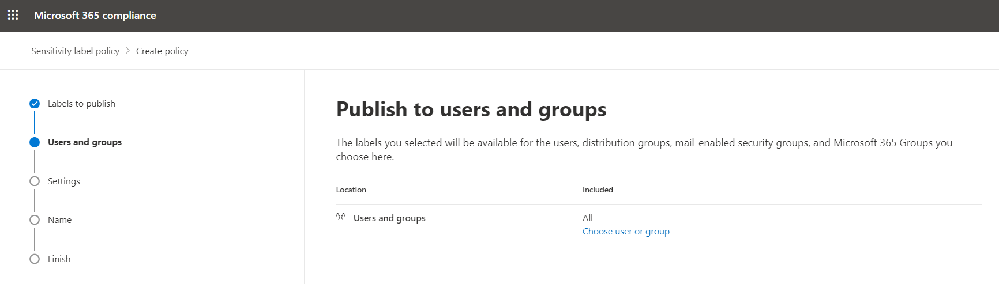 Microsoft 365 compliance
Sensitivity label policy > Create policy
Labels to publish
Users and groups
Settings
Name
Finish
Publish to users and groups
The labels you selected will be available for the users, distribution groups, mail-enabled security groups, and Microsoft 365 Groups you
choose here.
Location Included
Users and groups All
Choose user or group